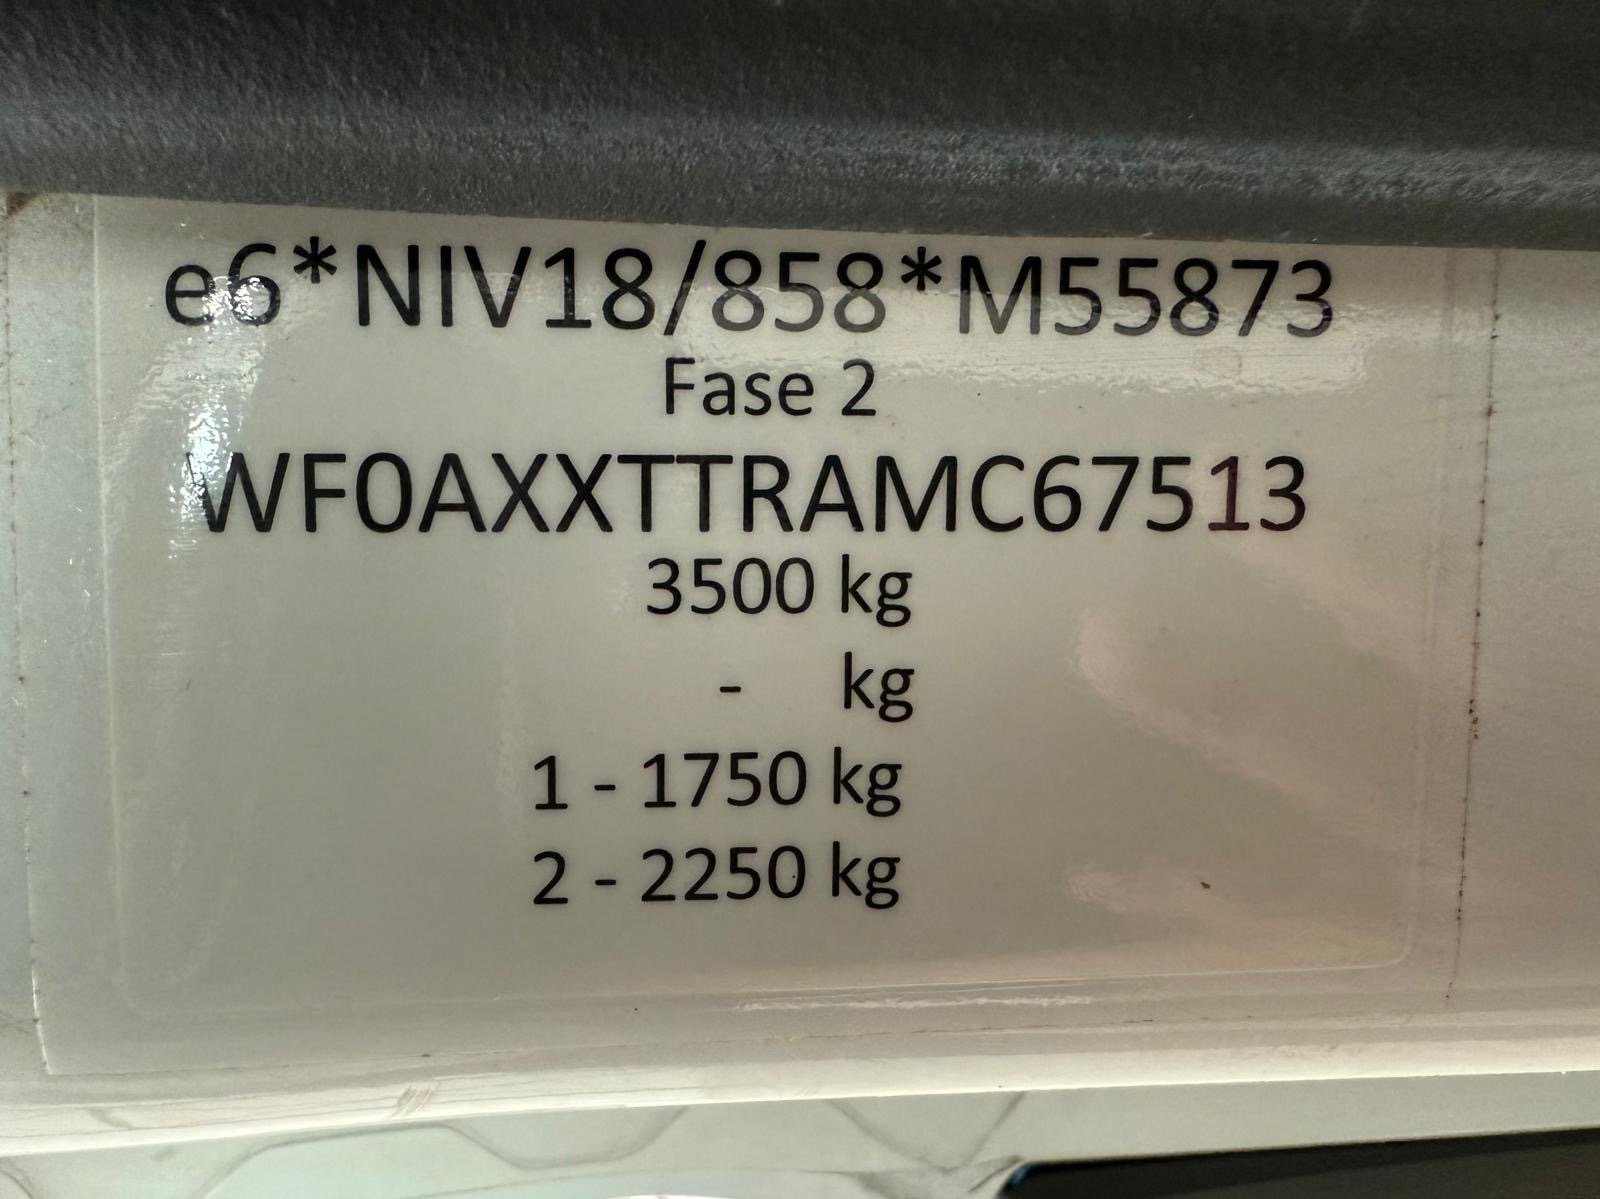 e6*NIV18/858*M55873
Fase 2
WF0AXXTTRAMC67513
3500 kg
- kg
1 - 1750 kg
2 - 2250 kg